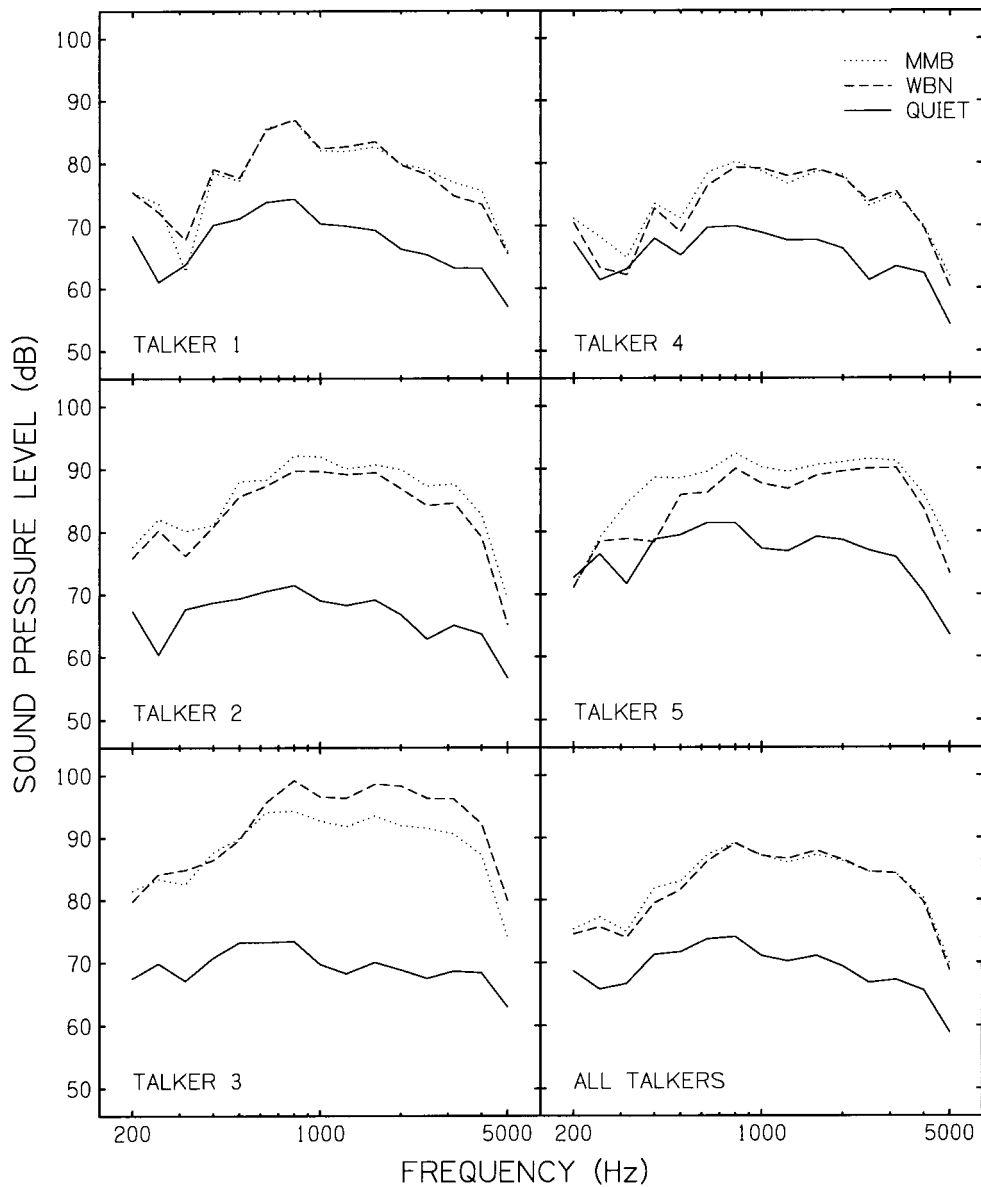 SOUND PRESSURE LEVEL (dB)
100
90
80
70
60
50
TALKER 1
MMB
WBN
QUIET
TALKER 4
100
90
80
70
60
50
TALKER 2
TALKER 5
100
90
80
70
60
50
TALKER 3
ALL TALKERS
200
1000
5000
200
1000
5000
FREQUENCY (Hz)